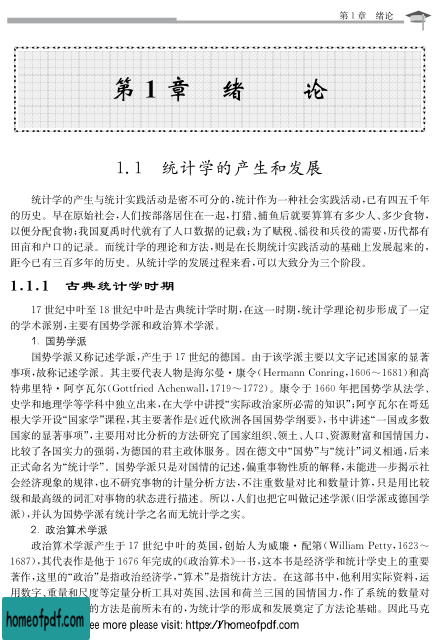 第1章 绪论
第1章 绪 论
1.1 统计学的产生和发展
统计学的产生与统计实践活动是密不可分的,统计作为一种社会实践活动,已有四五千年
的历史。早在原始社会,人们按部落居住在一起,打猎、捕鱼后就要算算有多少人、多少食物,
以便分配食物;我国夏禹时代就有了人口数据的记载;为了赋税、徭役和兵役的需要,历代都有
田亩和户口的记录。而统计学的理论和方法,则是在长期统计实践活动的基础上发展起来的,
距今已有三百多年的历史。从统计学的发展过程来看,可以大致分为三个阶段。
1.1.1 古典统计学时期
17世纪中叶至18世纪中叶是古典统计学时期,在这一时期,统计学理论初步形成了一定
的学术派别,主要有国势学派和政治算术学派。
1. 国势学派
国势学派又称记述学派,产生于17世纪的德国。由于该学派主要以文字记述国家的显著
事项,故称记述学派。其主要代表人物是海尔曼·康令(Hermann Conring,1606～1681)和高
特弗里特·阿亨瓦尔(Gottfried Achenwall,1719～1772)。康令于1660年把国势学从法学、
史学和地理学等学科中独立出来,在大学中讲授“实际政治家所必需的知识”;阿亨瓦尔在哥廷
根大学开设“国家学”课程,其主要著作是《近代欧洲各国国势学纲要》,书中讲述“一国或多数
国家的显著事项”,主要用对比分析的方法研究了国家组织、领土、人口、资源财富和国情国力,
比较了各国实力的强弱,为德国的君主政体服务。因在德文中“国势”与“统计”词义相通,后来
正式命名为“统计学”。国势学派只是对国情的记述,偏重事物性质的解释,未能进一步揭示社
会经济现象的规律,也不研究事物的计量分析方法,不注重数量对比和数量计算,只是用比较
级和最高级的词汇对事物的状态进行描述。所以,人们也把它叫做记述学派(旧学派或德国学
派),并认为国势学派有统计学之名而无统计学之实。
2. 政治算术学派
政治算术学派产生于17世纪中叶的英国,创始人为威廉·配第(William Petty,1623～
1687),其代表作是他于1676年完成的《政治算术》一书,这本书是经济学和统计学史上的重要
著作,这里的“政治”是指政治经济学,“算术”是指统计方法。在这部书中,他利用实际资料,运
用数字、重量和尺度等定量分析工具对英国、法国和荷兰三国的国情国力,作了系统的数量对
的方法是前所未有的,为统计学的形成和发展奠定了方法论基础。因此马克
homeofpdf.com
see more please visit: https://homeofpdf.com